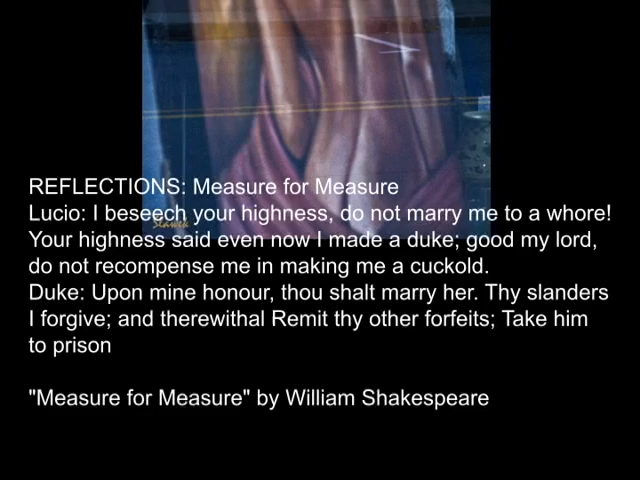 REFLECTIONS: Measure for Measure
Lucio: I beseech your highness, do not marry me to a whore!
Slawek
Your highness said even now I made a duke; good my lord,
do not recompense me in making me a cuckold.
Duke: Upon mine honour, thou shalt marry her. Thy slanders
I forgive; and therewithal Remit thy other forfeits; Take him
to prison
"Measure for Measure" by William Shakespeare